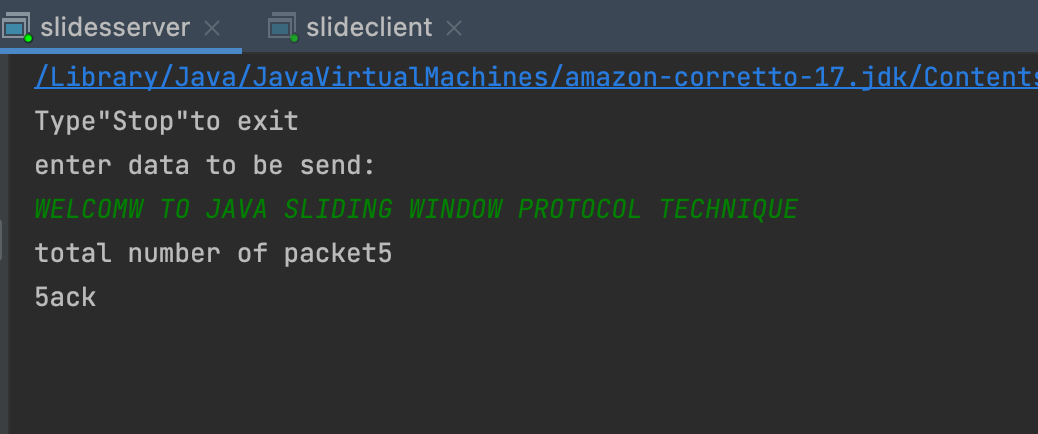 slidesserver slideclient
/Library/Java/JavaVirtualMachines/amazon-corretto-17.jdk/Contents
Type"Stop"to exit
enter data to be send:
WELCOMW TO JAVA SLIDING WINDOW PROTOCOL TECHNIQUE
total number of packet5
5ack